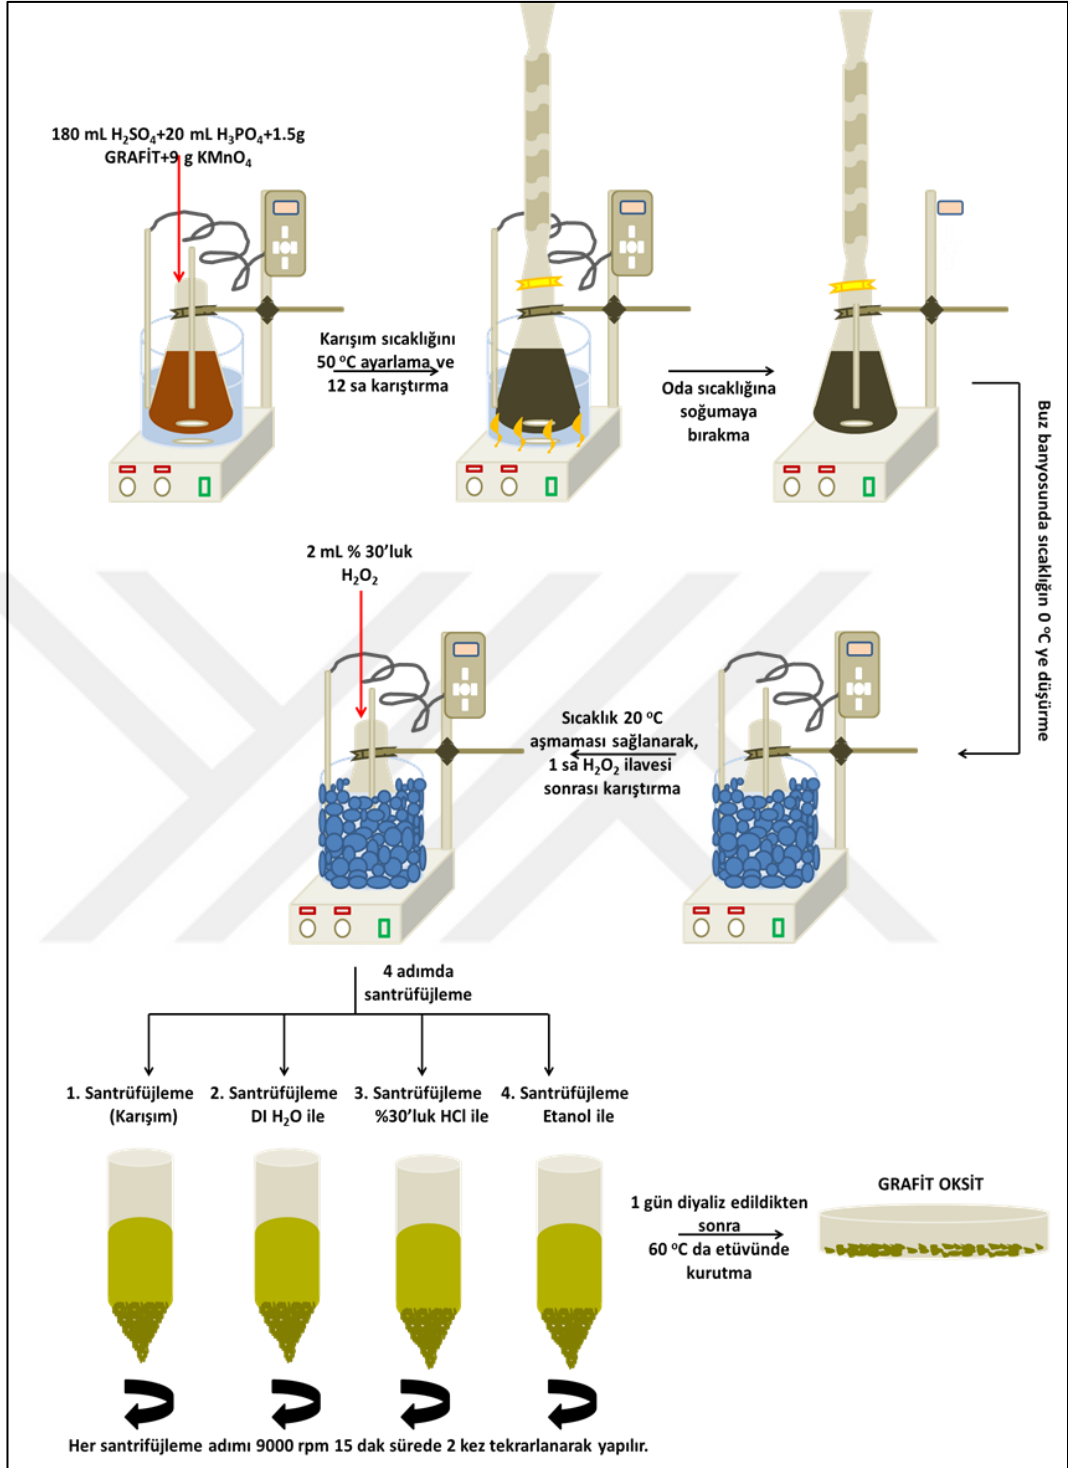 180 mL H₂SO₄+20 mL H₃PO₄+1.5g
GRAFİT+9 g KMnO₄
Karışım sıcaklığını
50 ᵒC ayarlama ve
12 sa karıştırma
Oda sıcaklığına
soğumaya
bırakma
Buz banyosunda sıcaklığın 0 ᵒC ye düşürme
2 mL % 30’luk
H₂O₂
Sıcaklık 20 ᵒC
aşmaması sağlanarak,
1 sa H₂O₂ ilavesi
sonrası karıştırma
4 adımda
santrüfüjleme
1. Santrüfüjleme
(Karışım)
2. Santrüfüjleme
DI H₂O ile
3. Santrüfüjleme
%30’luk HCl ile
4. Santrüfüjleme
Etanol ile
1 gün diyaliz edildikten
sonra
60 ᵒC da etüvünde
kurutma
GRAFİT OKSİT
Her santrifüjleme adımı 9000 rpm 15 dak sürede 2 kez tekrarlanarak yapılır.